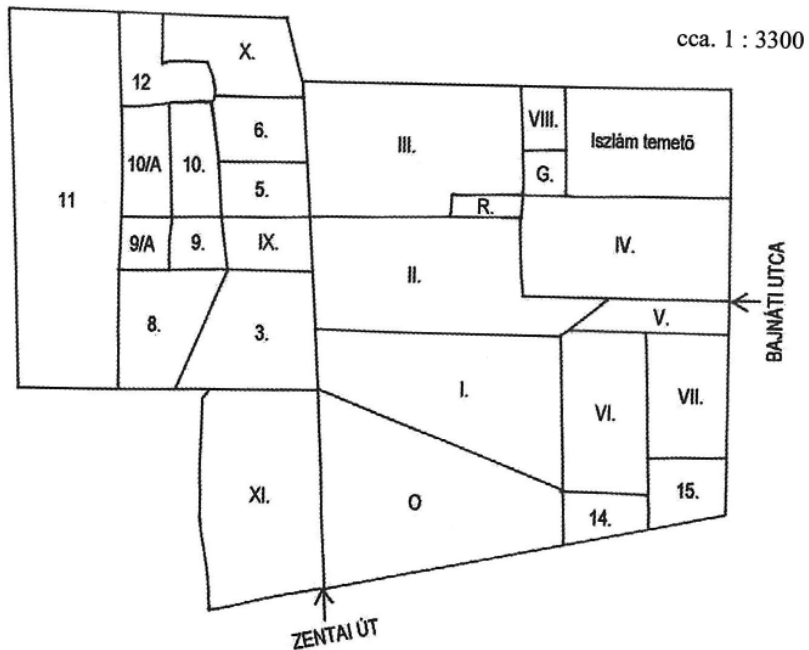 cca. 1 : 3300
X.
12
6.
III.
VIII.
Iszlám temető
10/A
10.
G.
11
5.
R.
9/A
9.
IX.
II.
IV.
BAJNÁTI UTCA
8.
3.
V.
I.
VI.
VII.
XI.
O
14.
15.
ZENTAI ÚT